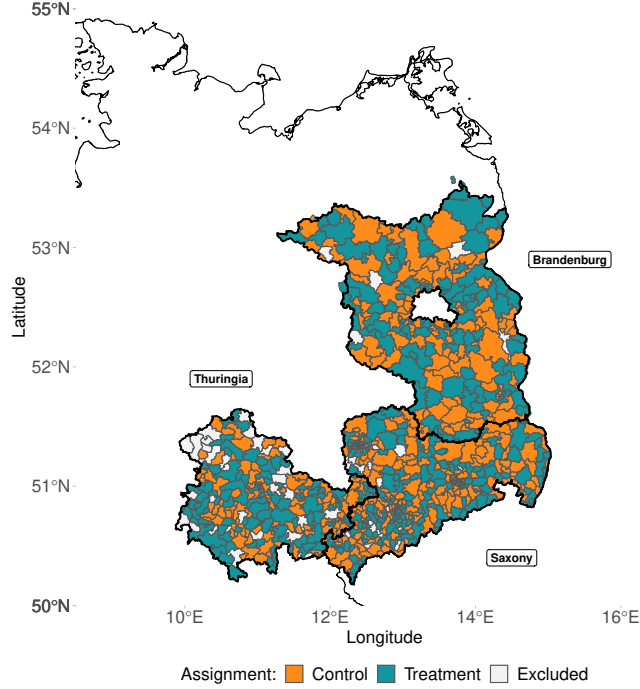 55°N
54°N
53°N
Brandenburg
Latitude
52°N
Thuringia
51°N
Saxony
50°N
10°E 12°E 14°E 16°E
Longitude
Assignment: Control Treatment Excluded